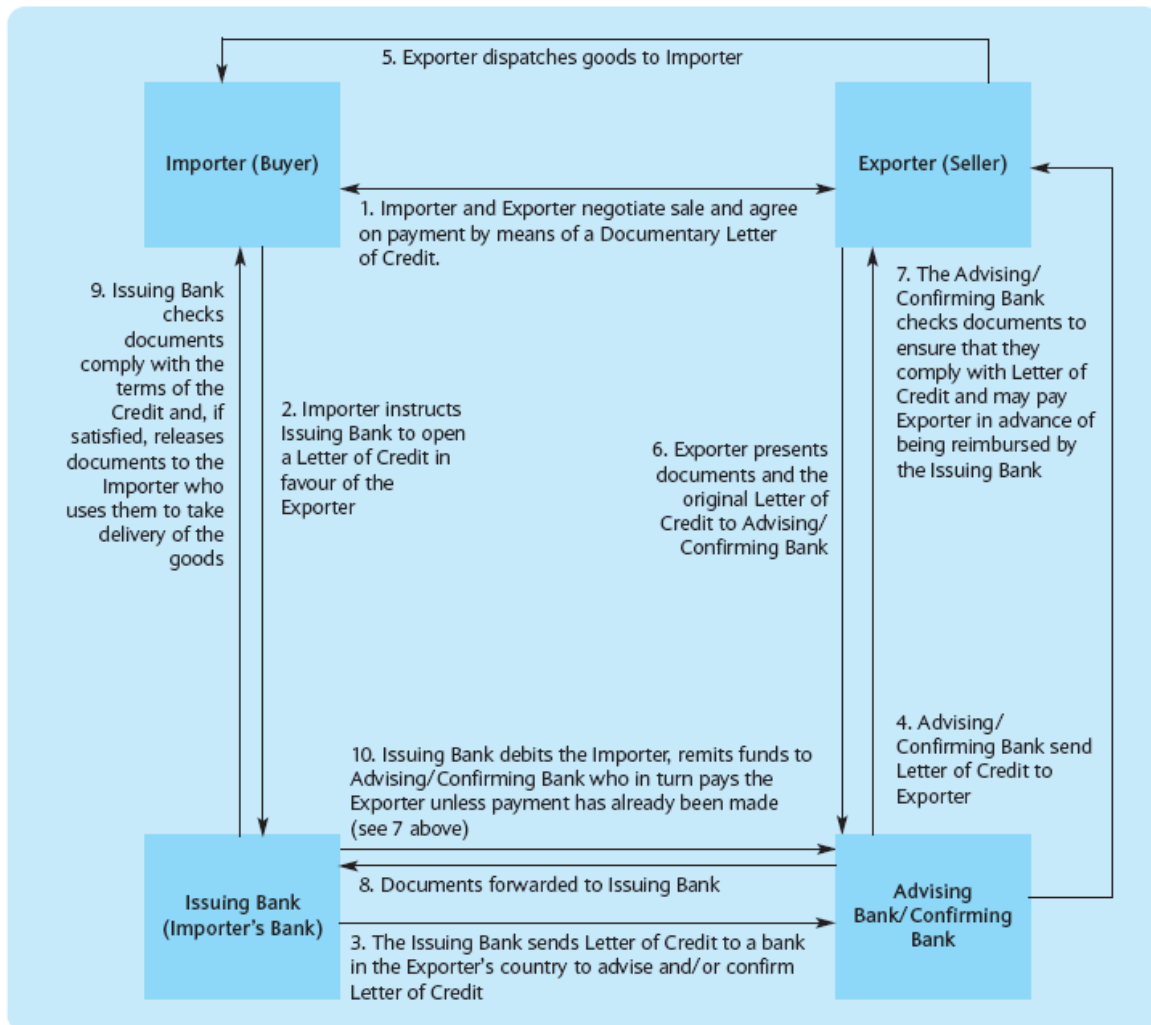 5. Exporter dispatches goods to Importer
Importer (Buyer)
Exporter (Seller)
1. Importer and Exporter negotiate sale and agree
on payment by means of a Documentary Letter
of Credit.
9. Issuing Bank
checks
documents
comply with the
terms of the
Credit and, if
satisfied, releases
documents to the
Importer who
uses them to take
delivery of the
goods
2. Importer instructs
Issuing Bank to open
a Letter of Credit in
favour of the
Exporter
6. Exporter presents
documents and the
original Letter of
Credit to Advising/
Confirming Bank
7. The Advising/
Confirming Bank
checks documents to
ensure that they
comply with Letter of
Credit and may pay
Exporter in advance of
being reimbursed by
the Issuing Bank
4. Advising/
Confirming Bank send
Letter of Credit to
Exporter
10. Issuing Bank debits the Importer, remits funds to
Advising/Confirming Bank who in turn pays the
Exporter unless payment has already been made
(see 7 above)
8. Documents forwarded to Issuing Bank
Issuing Bank
(Importer's Bank)
3. The Issuing Bank sends Letter of Credit to a bank
in the Exporter's country to advise and/or confirm
Letter of Credit
Advising
Bank/Confirming
Bank